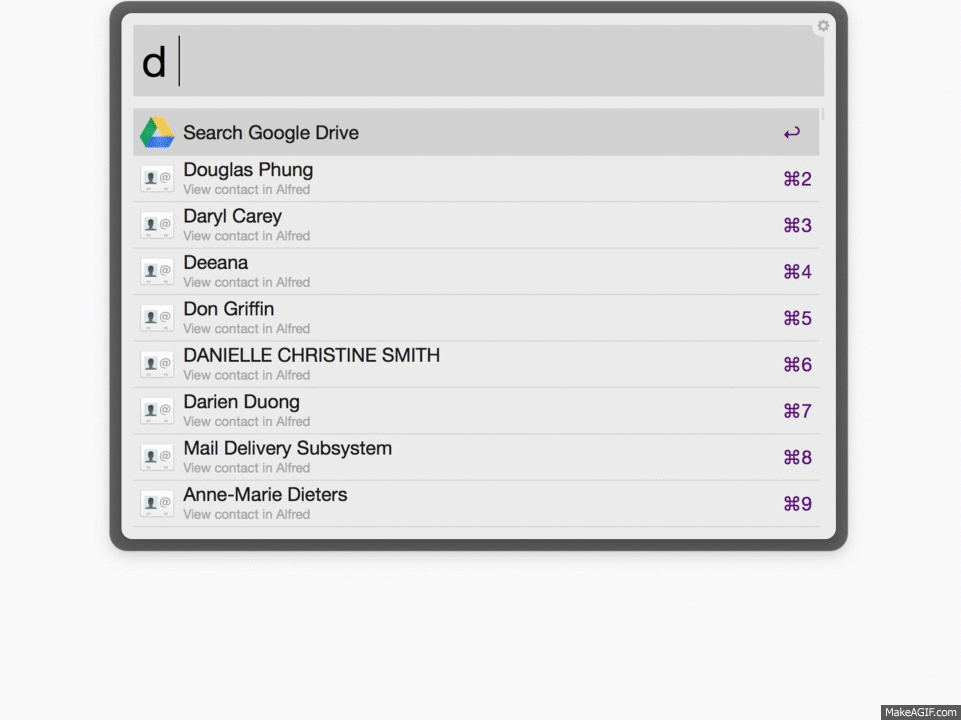 d
Search Google Drive ↩
Douglas Phung ⌘2
View contact in Alfred
Daryl Carey ⌘3
View contact in Alfred
Deeana ⌘4
View contact in Alfred
Don Griffin ⌘5
View contact in Alfred
DANIELLE CHRISTINE SMITH ⌘6
View contact in Alfred
Darien Duong ⌘7
View contact in Alfred
Mail Delivery Subsystem ⌘8
View contact in Alfred
Anne-Marie Dieters ⌘9
View contact in Alfred
MakeAGIF.com